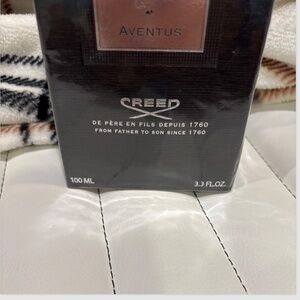 AVENTUS
CREED
DE PÈRE EN FILS DEPUIS 1760
FROM FATHER TO SON SINCE 1760
100 ML 3.3 FL.OZ.